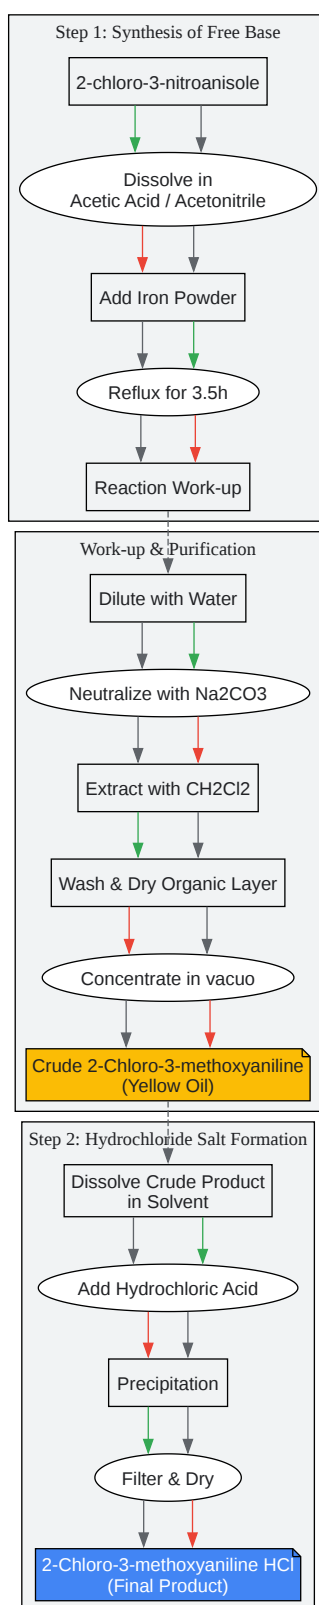 Step 1: Synthesis of Free Base
2-chloro-3-nitroanisole
Dissolve in
Acetic Acid / Acetonitrile
Add Iron Powder
Reflux for 3.5h
Reaction Work-up
Work-up & Purification
Dilute with Water
Neutralize with Na2CO3
Extract with CH2Cl2
Wash & Dry Organic Layer
Concentrate in vacuo
Crude 2-Chloro-3-methoxyaniline
(Yellow Oil)
Step 2: Hydrochloride Salt Formation
Dissolve Crude Product
in Solvent
Add Hydrochloric Acid
Precipitation
Filter & Dry
2-Chloro-3-methoxyaniline HCl
(Final Product)